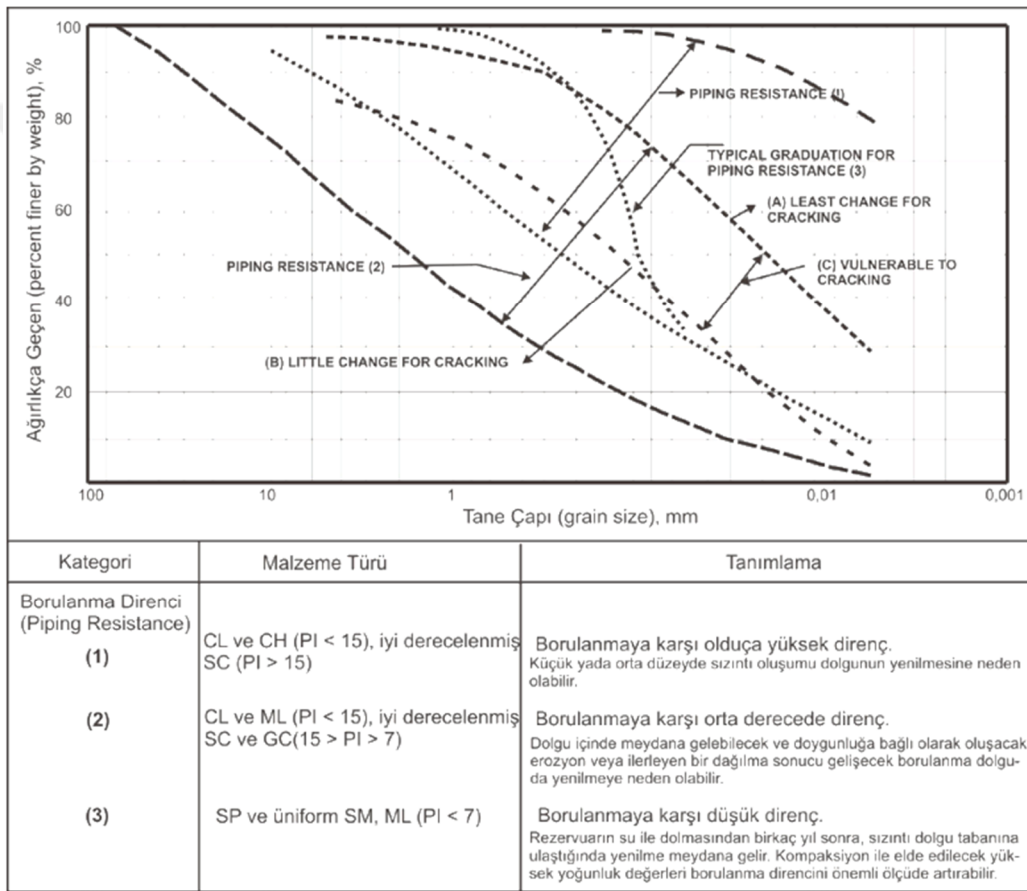 Ağırlıkça Geçen (percent finer by weight), %
100
80
60
40
20
PIPING RESISTANCE (I)
TYPICAL GRADUATION FOR
PIPING RESISTANCE (3)
(A) LEAST CHANGE FOR
CRACKING
PIPING RESISTANCE (2)
(C) VULNERABLE TO
CRACKING
(B) LITTLE CHANGE FOR CRACKING
100
10
1
0,01
0,001
Tane Çapı (grain size), mm
Kategori
Malzeme Türü
Tanımlama
Borulanma Direnci
(Piping Resistance)
(1)
CL ve CH (PI < 15), iyi derecelenmiş
SC (PI > 15)
Borulanmaya karşı olduça yüksek direnç.
Küçük yada orta düzeyde sızıntı oluşumu dolgunun yenilmesine neden
olabilir.
(2)
CL ve ML (PI < 15), iyi derecelenmiş
SC ve GC(15 > PI > 7)
Borulanmaya karşı orta derecede direnç.
Dolgu içinde meydana gelebilecek ve doygunluğa bağlı olarak oluşacak
erozyon veya ilerleyen bir dağılma sonucu gelişecek borulanma dolgu-
da yenilmeye neden olabilir.
(3)
SP ve üniform SM, ML (PI < 7)
Borulanmaya karşı düşük direnç.
Rezervuarın su ile dolmasından birkaç yıl sonra, sızıntı dolgu tabanına
ulaştığında yenilme meydana gelir. Kompaksiyon ile elde edilecek yük-
sek yoğunluk değerleri borulanma direncini önemli ölçüde artırabilir.